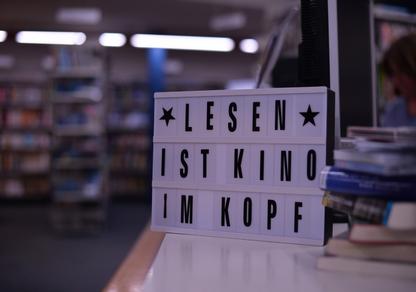 ★ LESEN ★
IST KINO
IM KOPF